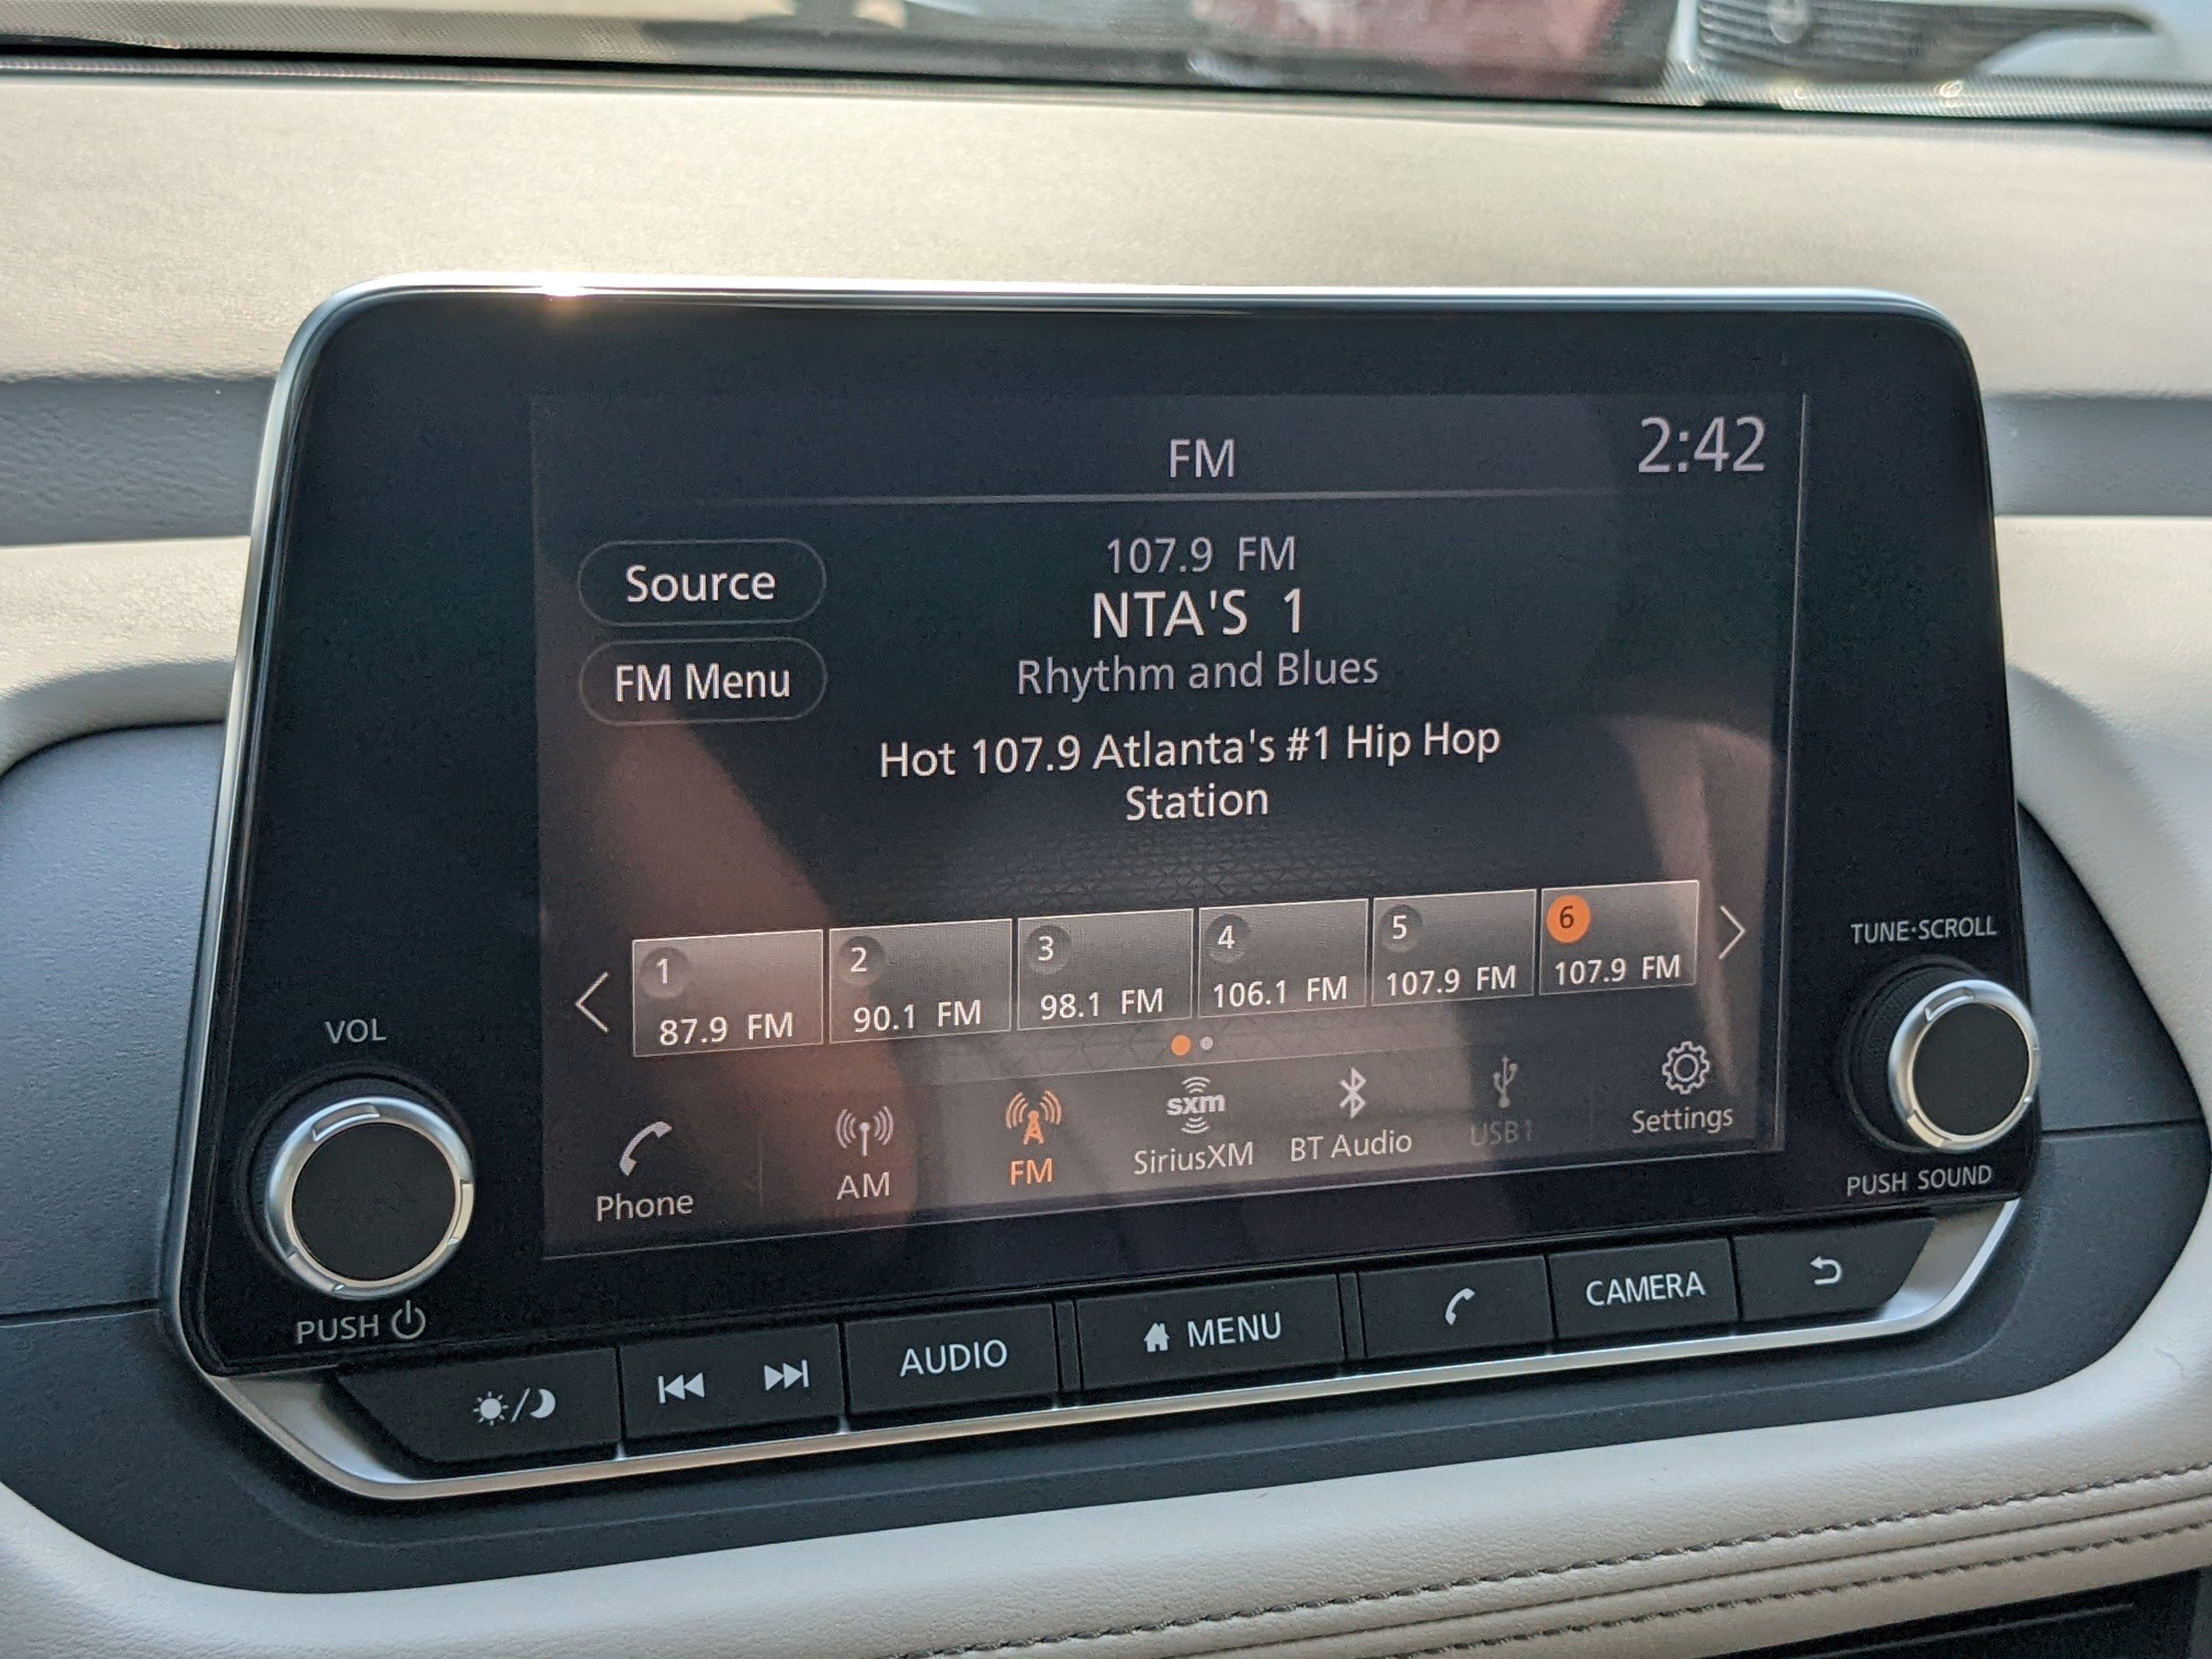 FM
2:42
Source
107.9 FM
NTA'S 1
FM Menu
Rhythm and Blues
Hot 107.9 Atlanta's #1 Hip Hop
Station
1
87.9 FM
2
90.1 FM
3
98.1 FM
4
106.1 FM
5
107.9 FM
6
107.9 FM
Phone
AM
FM
sxm
SiriusXM
BT Audio
USB1
Settings
VOL
PUSH
TUNE·SCROLL
PUSH SOUND
AUDIO
MENU
CAMERA